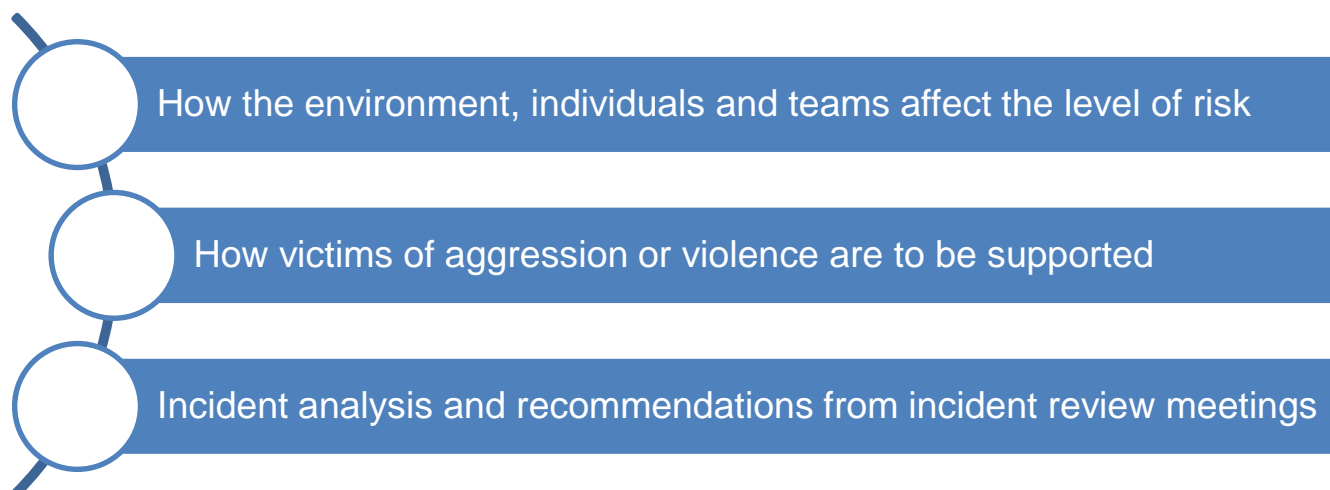 How the environment, individuals and teams affect the level of risk
How victims of aggression or violence are to be supported
Incident analysis and recommendations from incident review meetings